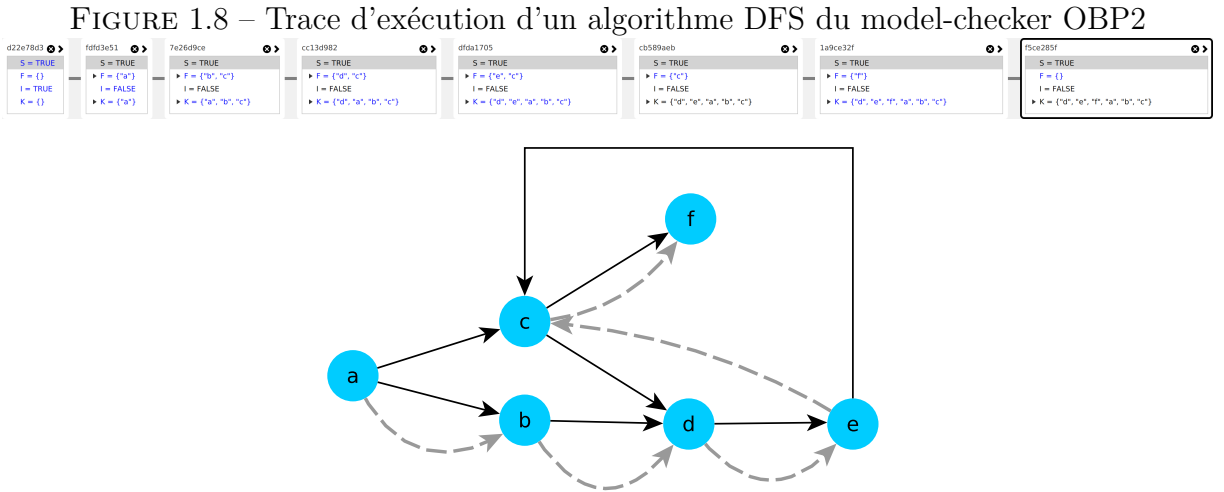 FIGURE 1.8 – Trace d'exécution d'un algorithme DFS du model-checker OBP2
d22e78d3
S = TRUE
F = {}
I = TRUE
K = {}
fdfd3e51
S = TRUE
F = {"a"}
I = FALSE
K = {"a"}
7e26d9ce
S = TRUE
F = {"b", "c"}
I = FALSE
K = {"a", "b", "c"}
cc13d982
S = TRUE
F = {"d", "c"}
I = FALSE
K = {"d", "a", "b", "c"}
dfda1705
S = TRUE
F = {"e", "c"}
I = FALSE
K = {"d", "e", "a", "b", "c"}
cb589aeb
S = TRUE
F = {"c"}
I = FALSE
K = {"d", "e", "a", "b", "c"}
1a9ce32f
S = TRUE
F = {"f"}
I = FALSE
K = {"d", "e", "f", "a", "b", "c"}
f5ce285f
S = TRUE
F = {}
I = FALSE
K = {"d", "e", "f", "a", "b", "c"}
f
c
a
b
d
e